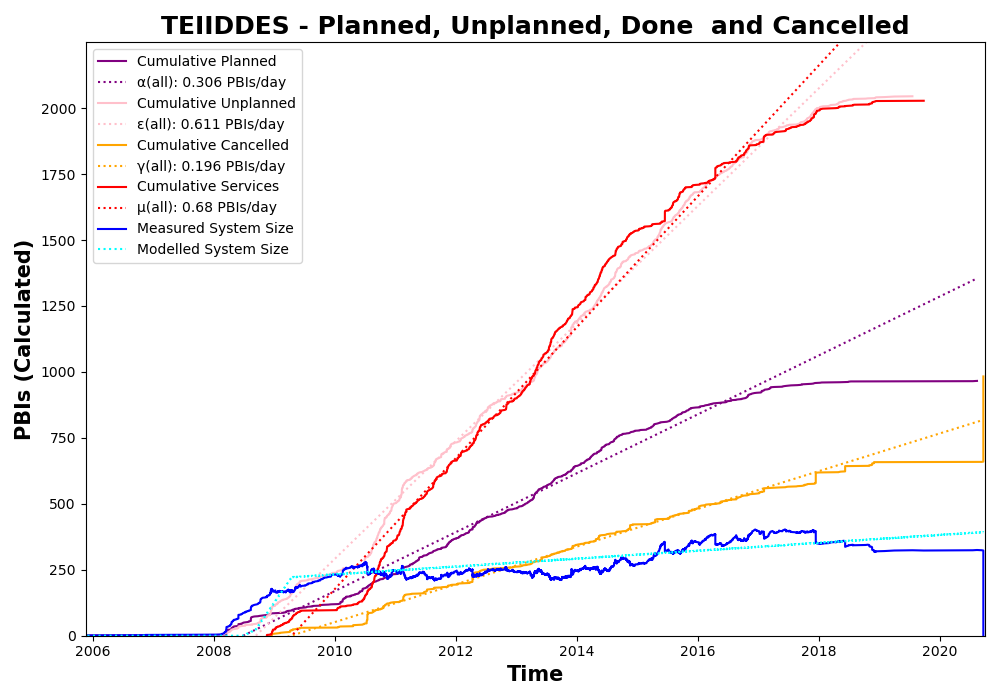 TEIIDDES - Planned, Unplanned, Done  and Cancelled
Cumulative Planned
α(all): 0.306 PBIs/day
Cumulative Unplanned
ε(all): 0.611 PBIs/day
Cumulative Cancelled
γ(all): 0.196 PBIs/day
Cumulative Services
μ(all): 0.68 PBIs/day
Measured System Size
Modelled System Size
PBIs (Calculated)
2000
1750
1500
1250
1000
750
500
250
0
2006 2008 2010 2012 2014 2016 2018 2020
Time